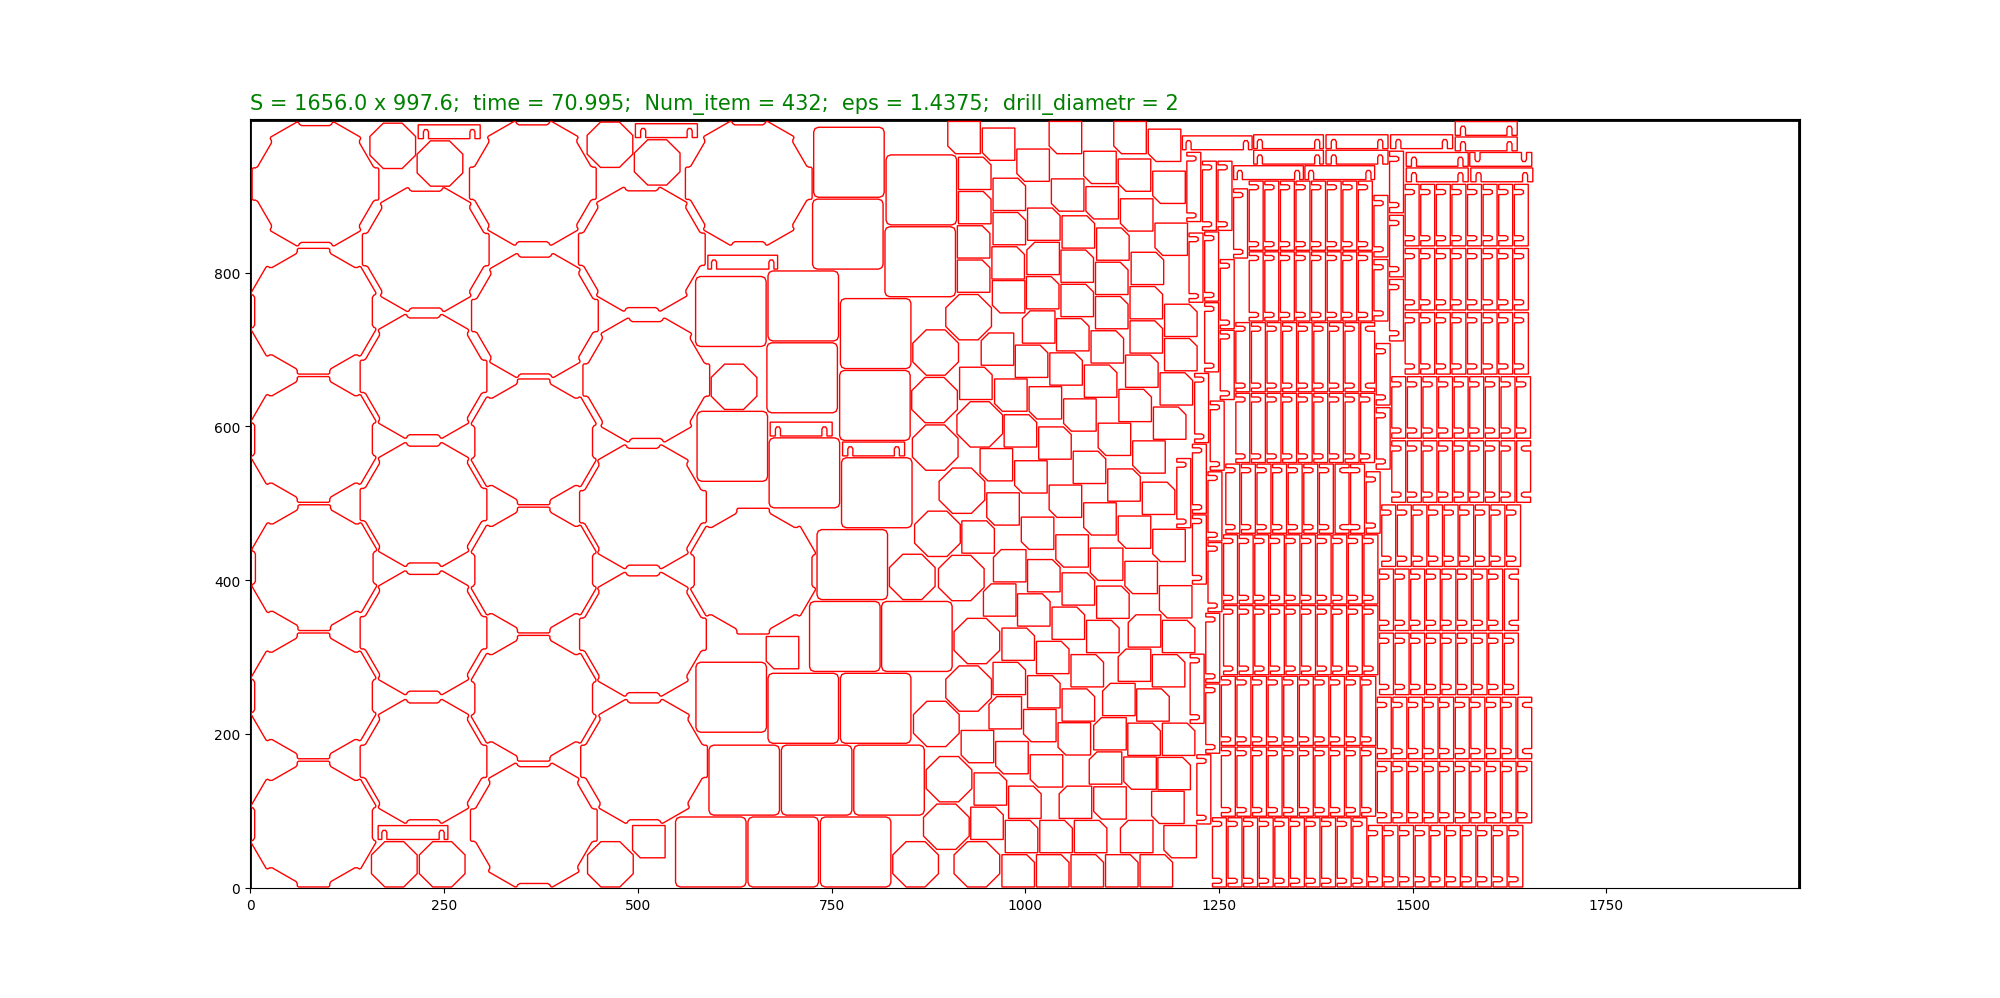 S = 1656.0 x 997.6;  time = 70.995;  Num_item = 432;  eps = 1.4375;  drill_diametr = 2
800
600
400
200
0
0 250 500 750 1000 1250 1500 1750